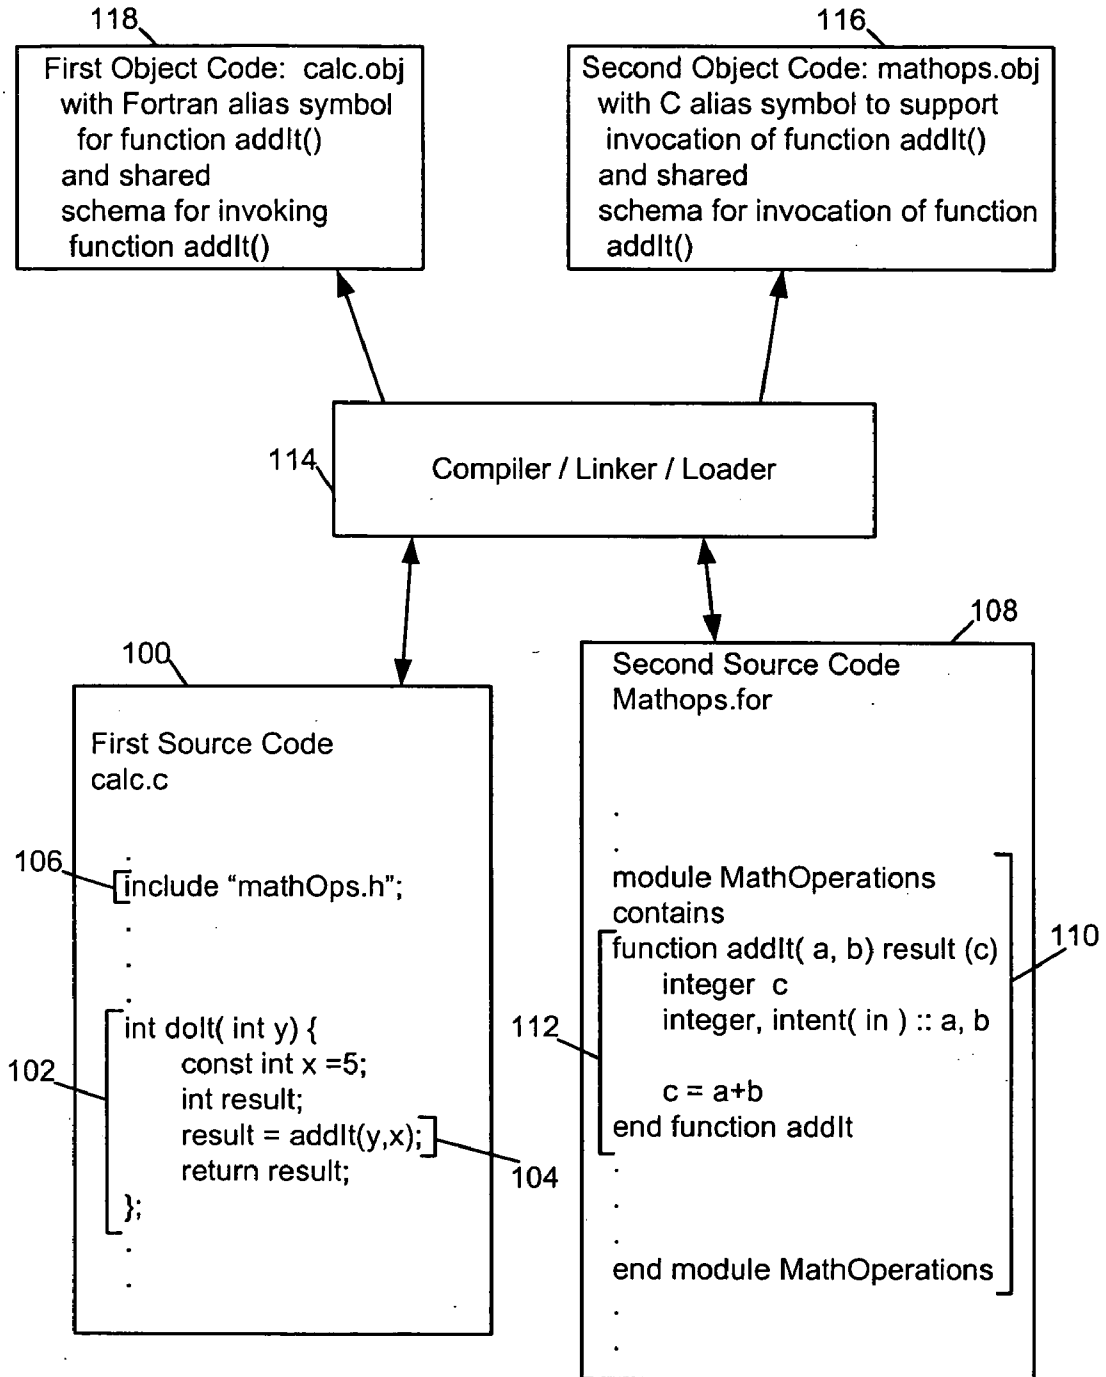 118
First Object Code: calc.obj
with Fortran alias symbol
for function addIt()
and shared
schema for invoking
function addIt()
116
Second Object Code: mathops.obj
with C alias symbol to support
invocation of function addIt()
and shared
schema for invocation of function
addIt()
114
Compiler / Linker / Loader
100
First Source Code
calc.c
.
106
include “mathOps.h”;
.
.
.
102
int doIt( int y) {
const int x =5;
int result;
result = addIt(y,x);
104
return result;
};
.
.
108
Second Source Code
Mathops.for
.
.
110
module MathOperations
contains
112
function addIt( a, b) result (c)
integer c
integer, intent( in ) :: a, b
c = a+b
end function addIt
.
.
.
end module MathOperations
.
.